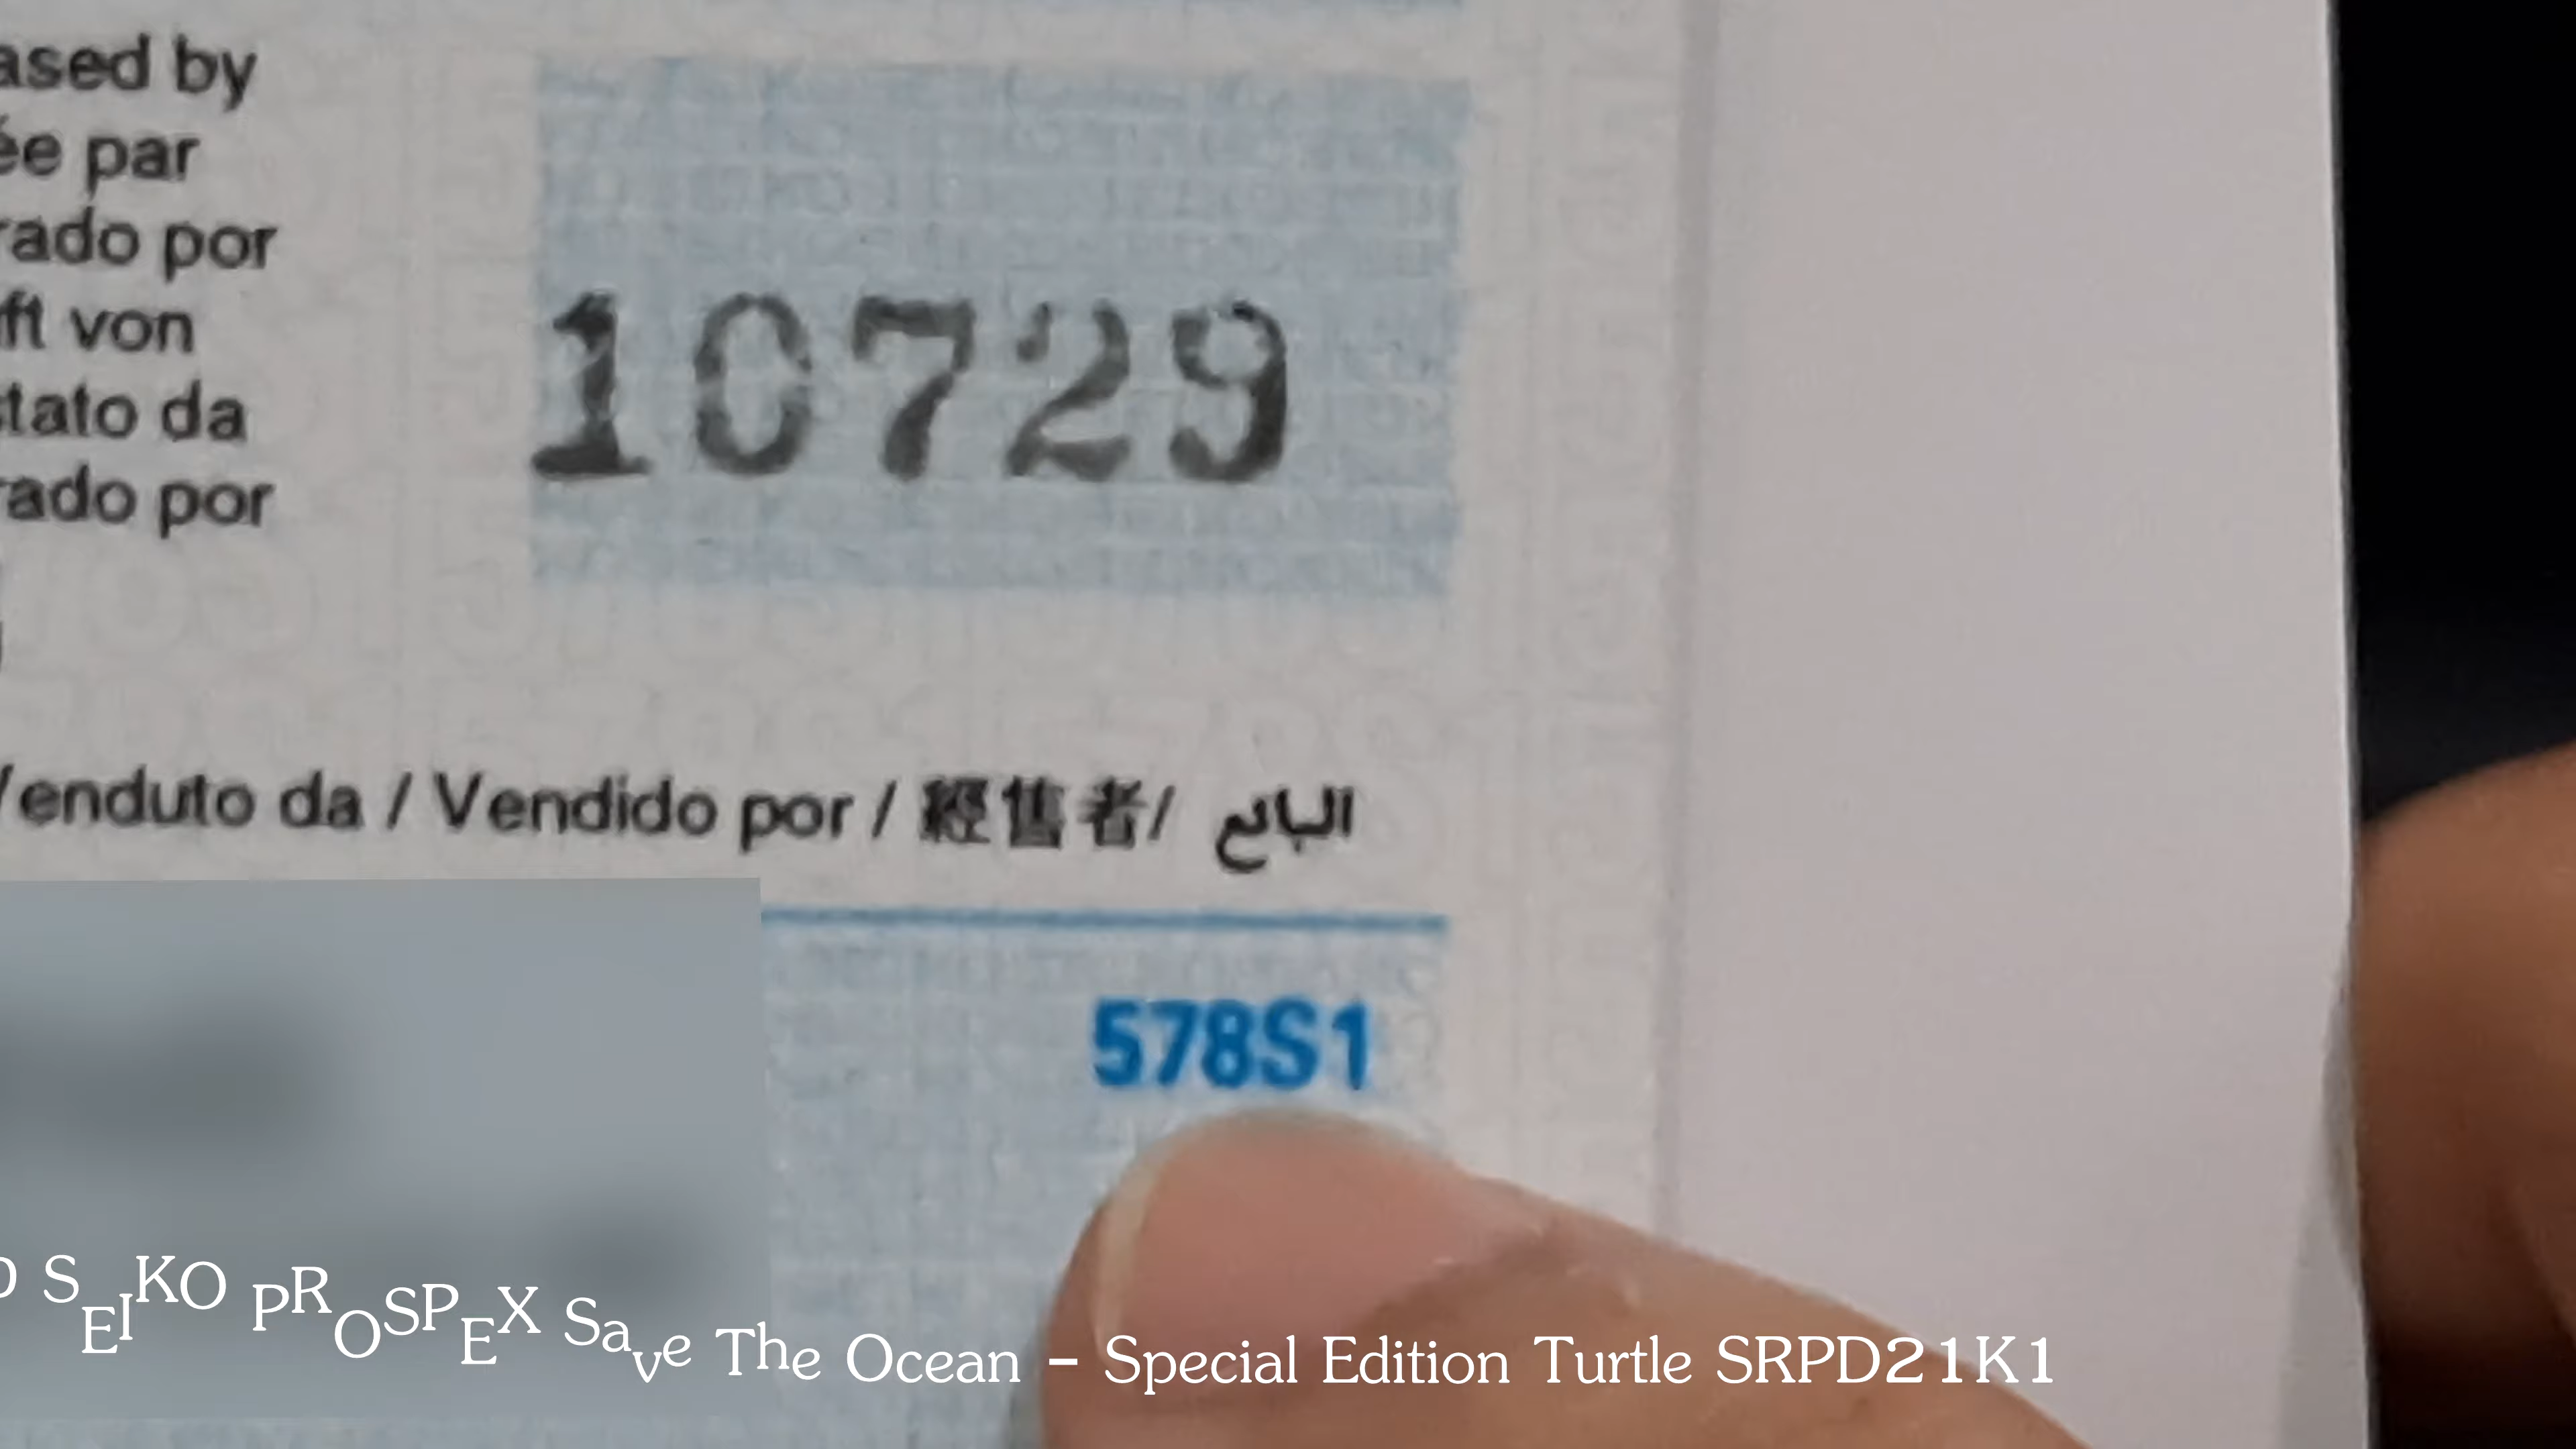 ased by
ée par
rado por
ft von
tato da
rado por
10729
Venduto da / Vendido por / 經售者/ البائع
578S1
SEIKO PROSPEX Save The Ocean - Special Edition Turtle SRPD21K1